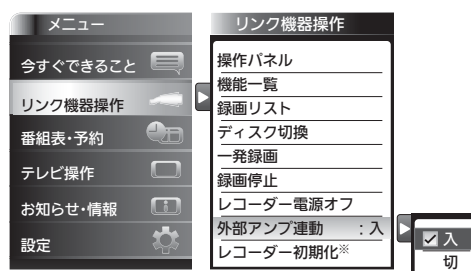 メニュー
今すぐできること
リンク機器操作
番組表・予約
テレビ操作
お知らせ・情報
設定
リンク機器操作
操作パネル
機能一覧
録画リスト
ディスク切換
一発録画
録画停止
レコーダー電源オフ
外部アンプ連動 : 入
レコーダー初期化※
入
切